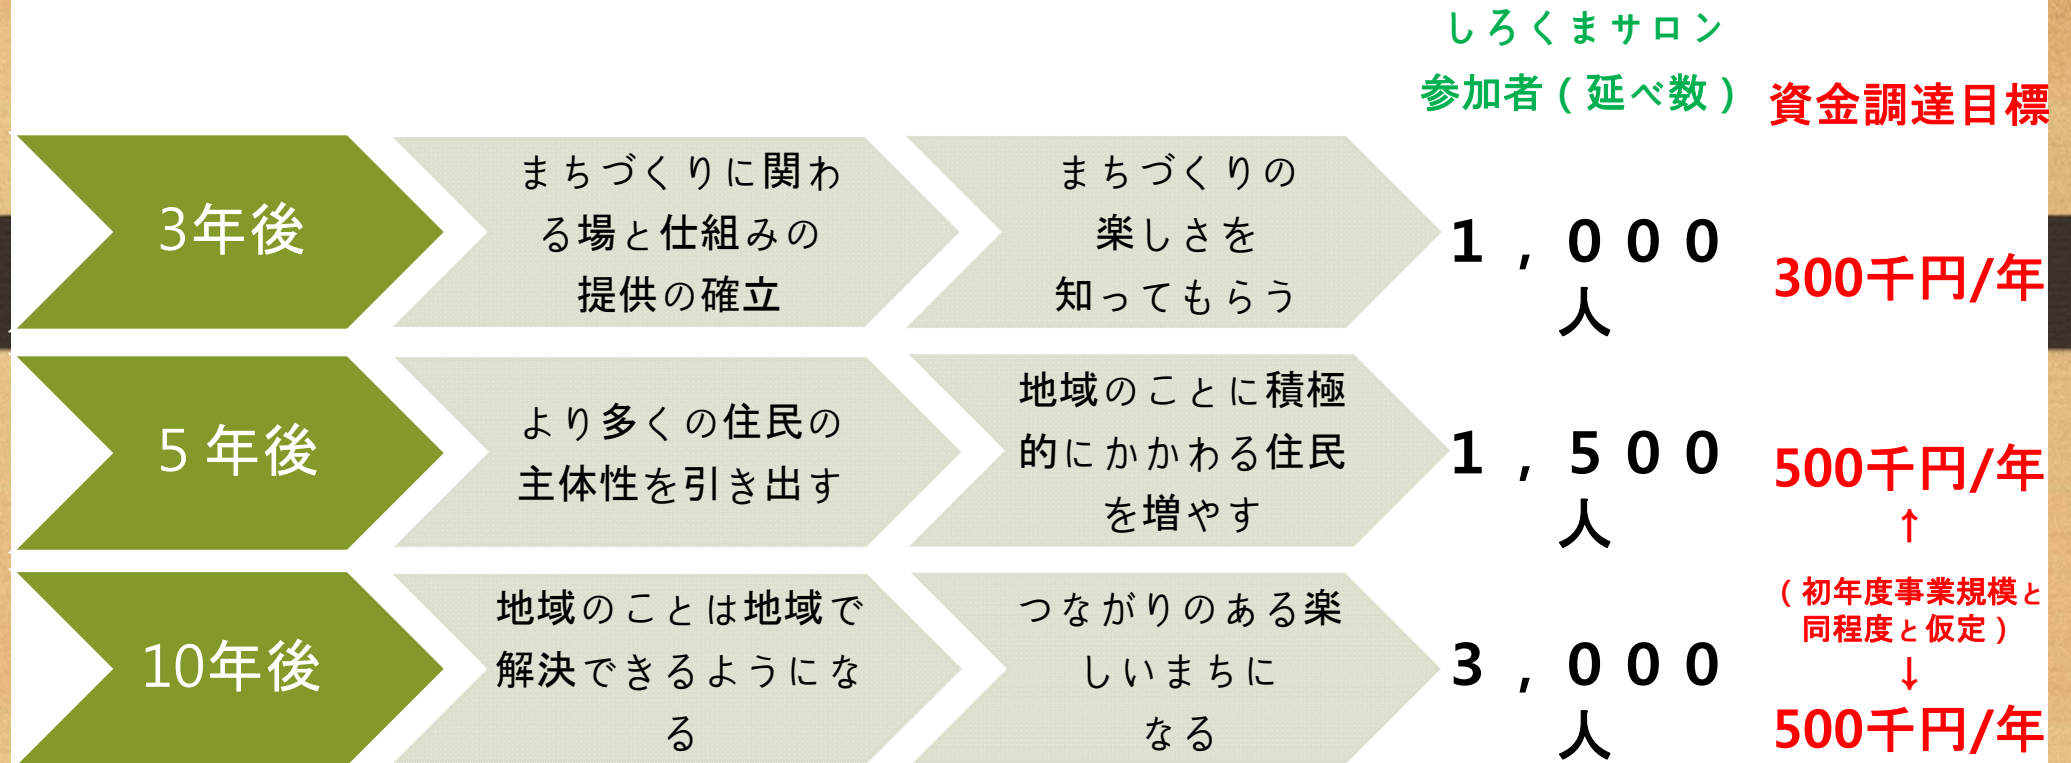 しろくまサロン
参加者(延べ数)
資金調達目標
3年後
まちづくりに関わ
る場と仕組みの
提供の確立
まちづくりの
楽しさを
知ってもらう
1,000
人
300千円/年
5年後
より多くの住民の
主体性を引き出す
地域のことに積極
的にかかわる住民
を増やす
1,500
人
500千円/年
↑
(初年度事業規模と
同程度と仮定)
↓
10年後
地域のことは地域で
解決できるようにな
る
つながりのある楽
しいまちに
なる
3,000
人
500千円/年